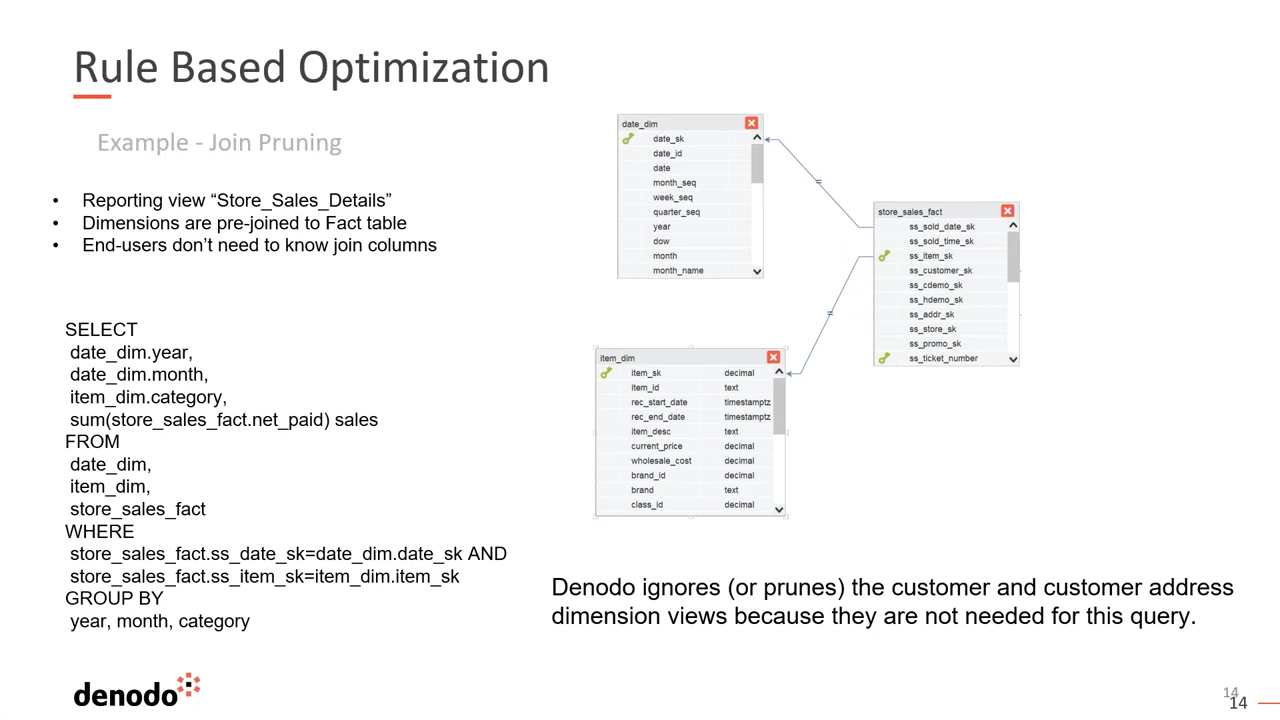 Rule Based Optimization
Example - Join Pruning
• Reporting view “Store_Sales_Details”
• Dimensions are pre-joined to Fact table
• End-users don’t need to know join columns
SELECT
date_dim.year,
date_dim.month,
item_dim.category,
sum(store_sales_fact.net_paid) sales
FROM
date_dim,
item_dim,
store_sales_fact
WHERE
store_sales_fact.ss_date_sk=date_dim.date_sk AND
store_sales_fact.ss_item_sk=item_dim.item_sk
GROUP BY
year, month, category
date_dim
date_sk
date_id
date
month_seq
week_seq
quarter_seq
year
dow
month
month_name
=
store_sales_fact
ss_sold_date_sk
ss_sold_time_sk
ss_item_sk
ss_customer_sk
ss_cdemo_sk
ss_hdemo_sk
ss_addr_sk
ss_store_sk
ss_promo_sk
ss_ticket_number
=
item_dim
item_sk decimal
item_id text
rec_start_date timestamptz
rec_end_date timestamptz
item_desc text
current_price decimal
wholesale_cost decimal
brand_id decimal
brand text
class_id decimal
Denodo ignores (or prunes) the customer and customer address
dimension views because they are not needed for this query.
denodo
14
14